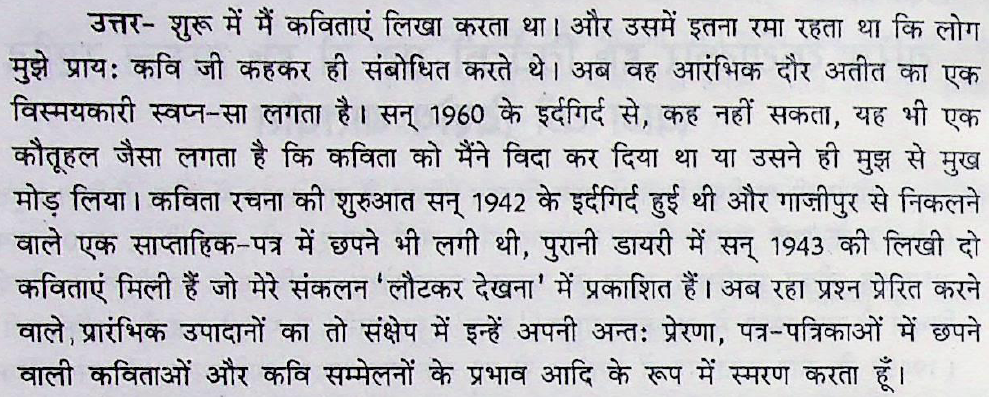 उत्तर- शुरू में मैं कविताएं लिखा करता था। और उसमें इतना रमा रहता था कि लोग
मुझे प्राय: कवि जी कहकर ही संबोधित करते थे। अब वह आरंभिक दौर अतीत का एक
विस्मयकारी स्वप्न-सा लगता है। सन् 1960 के इर्दगिर्द से, कह नहीं सकता, यह भी एक
कौतूहल जैसा लगता है कि कविता को मैंने विदा कर दिया था या उसने ही मुझ से मुख
मोड़ लिया। कविता रचना की शुरुआत सन् 1942 के इर्दगिर्द हुई थी और गाज़ीपुर से निकलने
वाले एक साप्ताहिक-पत्र में छपने भी लगी थी, पुरानी डायरी में सन् 1943 की लिखी दो
कविताएं मिली हैं जो मेरे संकलन 'लौटकर देखना' में प्रकाशित हैं। अब रहा प्रश्न प्रेरित करने
वाले प्रारंभिक उपादानों का तो संक्षेप में इन्हें अपनी अन्त: प्रेरणा, पत्र-पत्रिकाओं में छपने
वाली कविताओं और कवि सम्मेलनों के प्रभाव आदि के रूप में स्मरण करता हूँ।